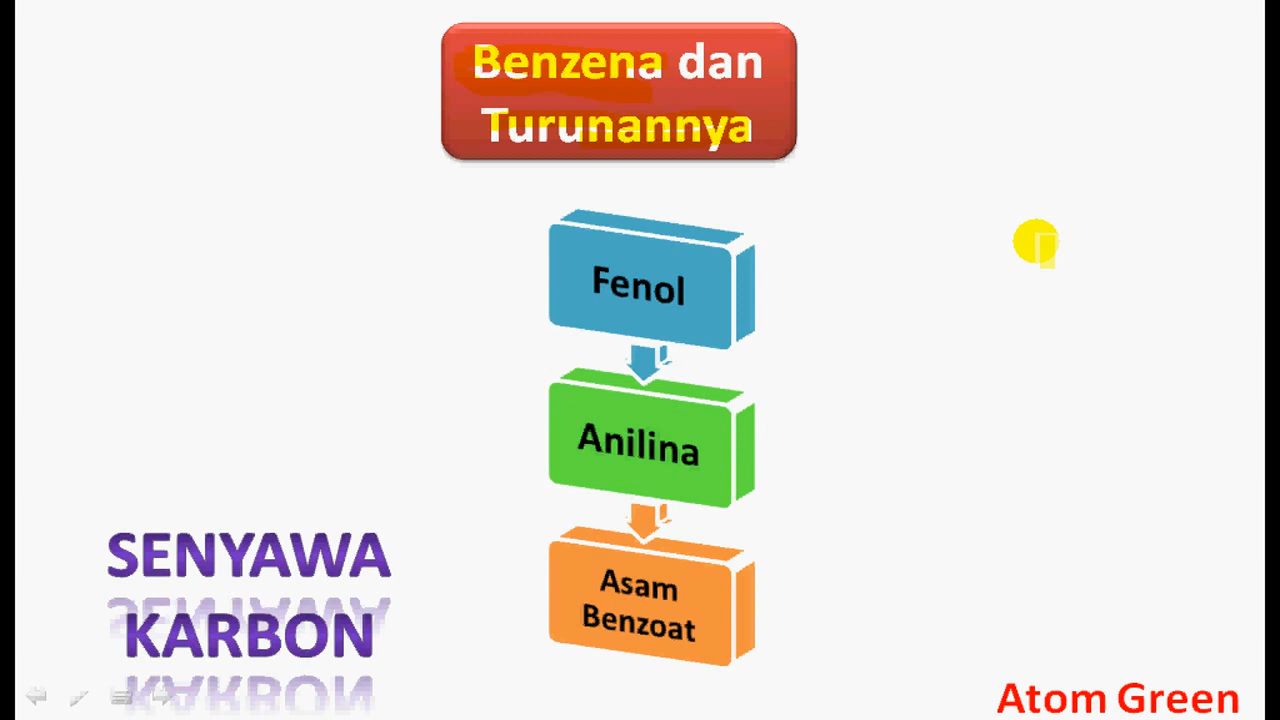 Benzena dan
Turunannya
Fenol
Anilina
Asam
Benzoat
SENYAWA
KARBON
Atom Green